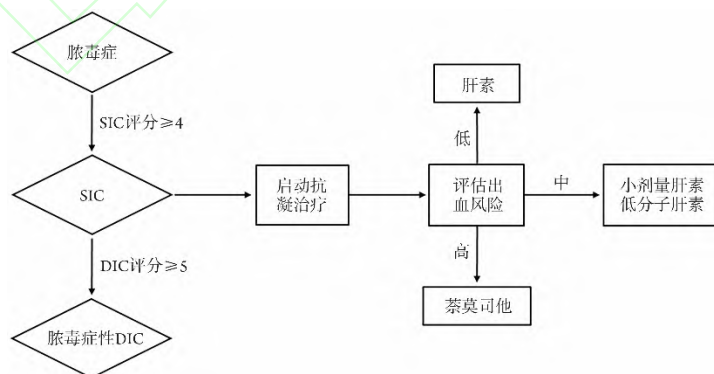 脓毒症
SIC评分≥4
SIC
DIC评分≥5
脓毒症性DIC
启动抗
凝治疗
评估出
血风险
低
肝素
中
小剂量肝素
低分子肝素
高
萘莫司他